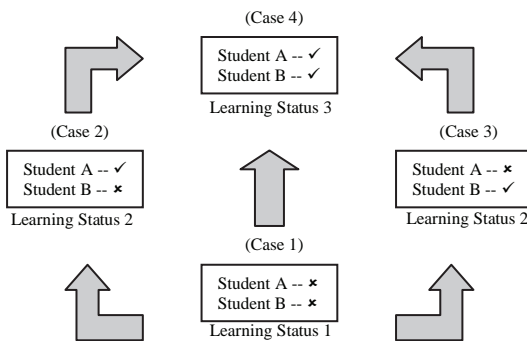 (Case 4)
Student A -- ✓
Student B -- ✓
Learning Status 3
(Case 2)
Student A -- ✓
Student B -- ✗
Learning Status 2
(Case 3)
Student A -- ✗
Student B -- ✓
Learning Status 2
(Case 1)
Student A -- ✗
Student B -- ✗
Learning Status 1